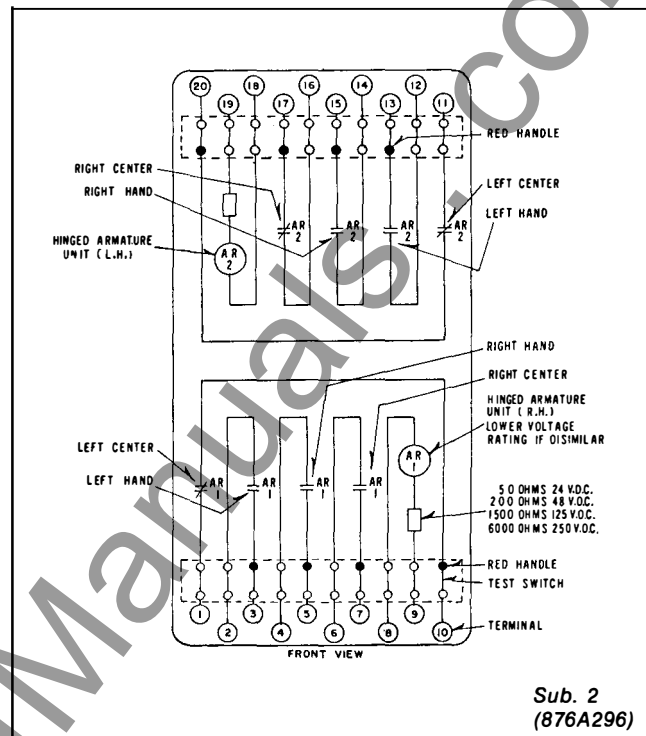 20 18 16 14 12
19 17 15 13 11
RED HANDLE
RIGHT CENTER
RIGHT HAND
LEFT CENTER
LEFT HAND
HINGED ARMATURE
UNIT (L.H.)
AR
2
AR
2
AR
2
AR
2
AR
2
RIGHT HAND
RIGHT CENTER
HINGED ARMATURE
UNIT (R.H.)
LOWER VOLTAGE
RATING IF DISIMILAR
LEFT CENTER
LEFT HAND
AR
1
AR
1
AR
1
AR
1
AR
1
50 OHMS 24 V.D.C.
200 OHMS 48 V.D.C.
1500 OHMS 125 V.D.C.
6000 OHMS 250 V.D.C.
RED HANDLE
TEST SWITCH
1 3 5 7 9
2 4 6 8 10
TERMINAL
FRONT VIEW
Sub. 2
(876A296)
Manuals.co